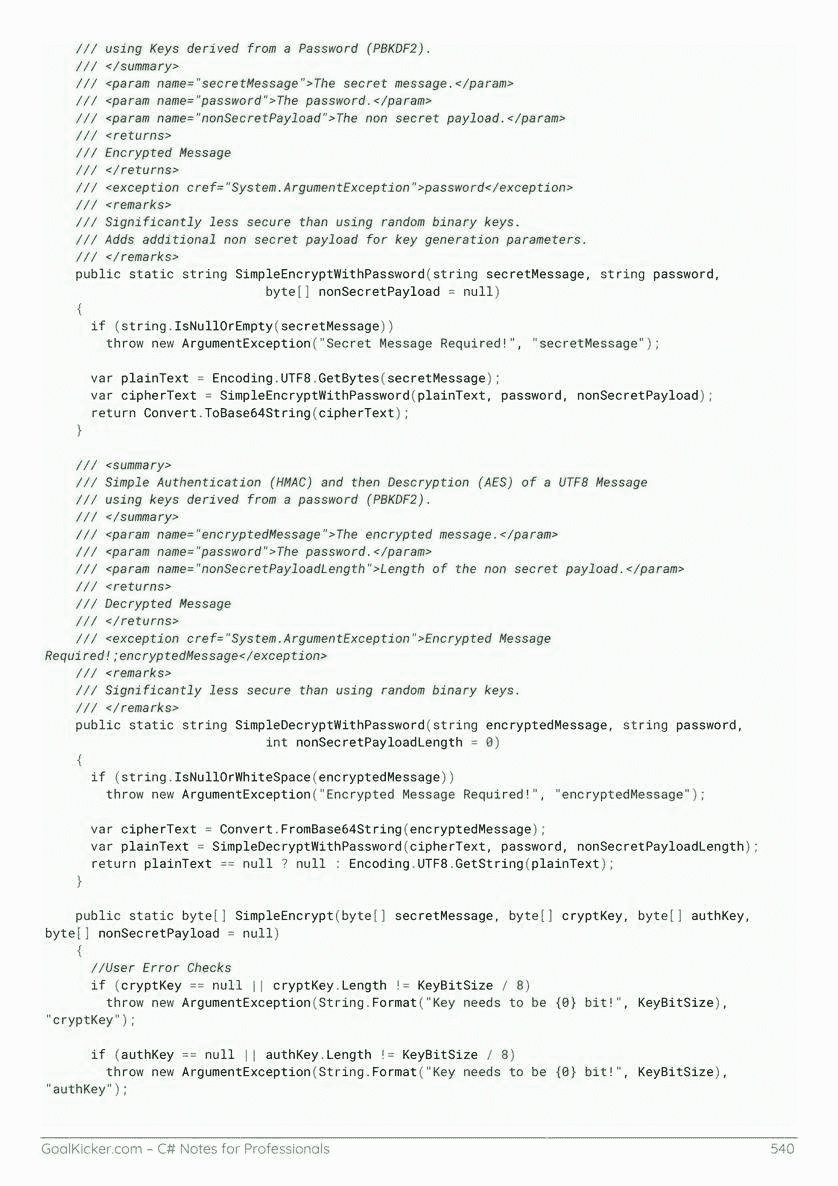 /// using Keys derived from a Password (PBKDF2).
/// </summary>
/// <param name="secretMessage">The secret message.</param>
/// <param name="password">The password.</param>
/// <param name="nonSecretPayload">The non secret payload.</param>
/// <returns>
/// Encrypted Message
/// </returns>
/// <exception cref="System.ArgumentException">password</exception>
/// <remarks>
/// Significantly less secure than using random binary keys.
/// Adds additional non secret payload for key generation parameters.
/// </remarks>
public static string SimpleEncryptWithPassword(string secretMessage, string password,
byte[] nonSecretPayload = null)
{
if (string.IsNullOrEmpty(secretMessage))
throw new ArgumentException("Secret Message Required!", "secretMessage");
var plainText = Encoding.UTF8.GetBytes(secretMessage);
var cipherText = SimpleEncryptWithPassword(plainText, password, nonSecretPayload);
return Convert.ToBase64String(cipherText);
}
/// <summary>
/// Simple Authentication (HMAC) and then Descryption (AES) of a UTF8 Message
/// using keys derived from a password (PBKDF2).
/// </summary>
/// <param name="encryptedMessage">The encrypted message.</param>
/// <param name="password">The password.</param>
/// <param name="nonSecretPayloadLength">Length of the non secret payload.</param>
/// <returns>
/// Decrypted Message
/// </returns>
/// <exception cref="System.ArgumentException">Encrypted Message
Required!;encryptedMessage</exception>
/// <remarks>
/// Significantly less secure than using random binary keys.
/// </remarks>
public static string SimpleDecryptWithPassword(string encryptedMessage, string password,
int nonSecretPayloadLength = 0)
{
if (string.IsNullOrWhiteSpace(encryptedMessage))
throw new ArgumentException("Encrypted Message Required!", "encryptedMessage");
var cipherText = Convert.FromBase64String(encryptedMessage);
var plainText = SimpleDecryptWithPassword(cipherText, password, nonSecretPayloadLength);
return plainText == null ? null : Encoding.UTF8.GetString(plainText);
}
public static byte[] SimpleEncrypt(byte[] secretMessage, byte[] cryptKey, byte[] authKey,
byte[] nonSecretPayload = null)
{
//User Error Checks
if (cryptKey == null || cryptKey.Length != KeyBitSize / 8)
throw new ArgumentException(String.Format("Key needs to be {0} bit!", KeyBitSize),
"cryptKey");
if (authKey == null || authKey.Length != KeyBitSize / 8)
throw new ArgumentException(String.Format("Key needs to be {0} bit!", KeyBitSize),
"authKey");
GoalKicker.com – C# Notes for Professionals 540